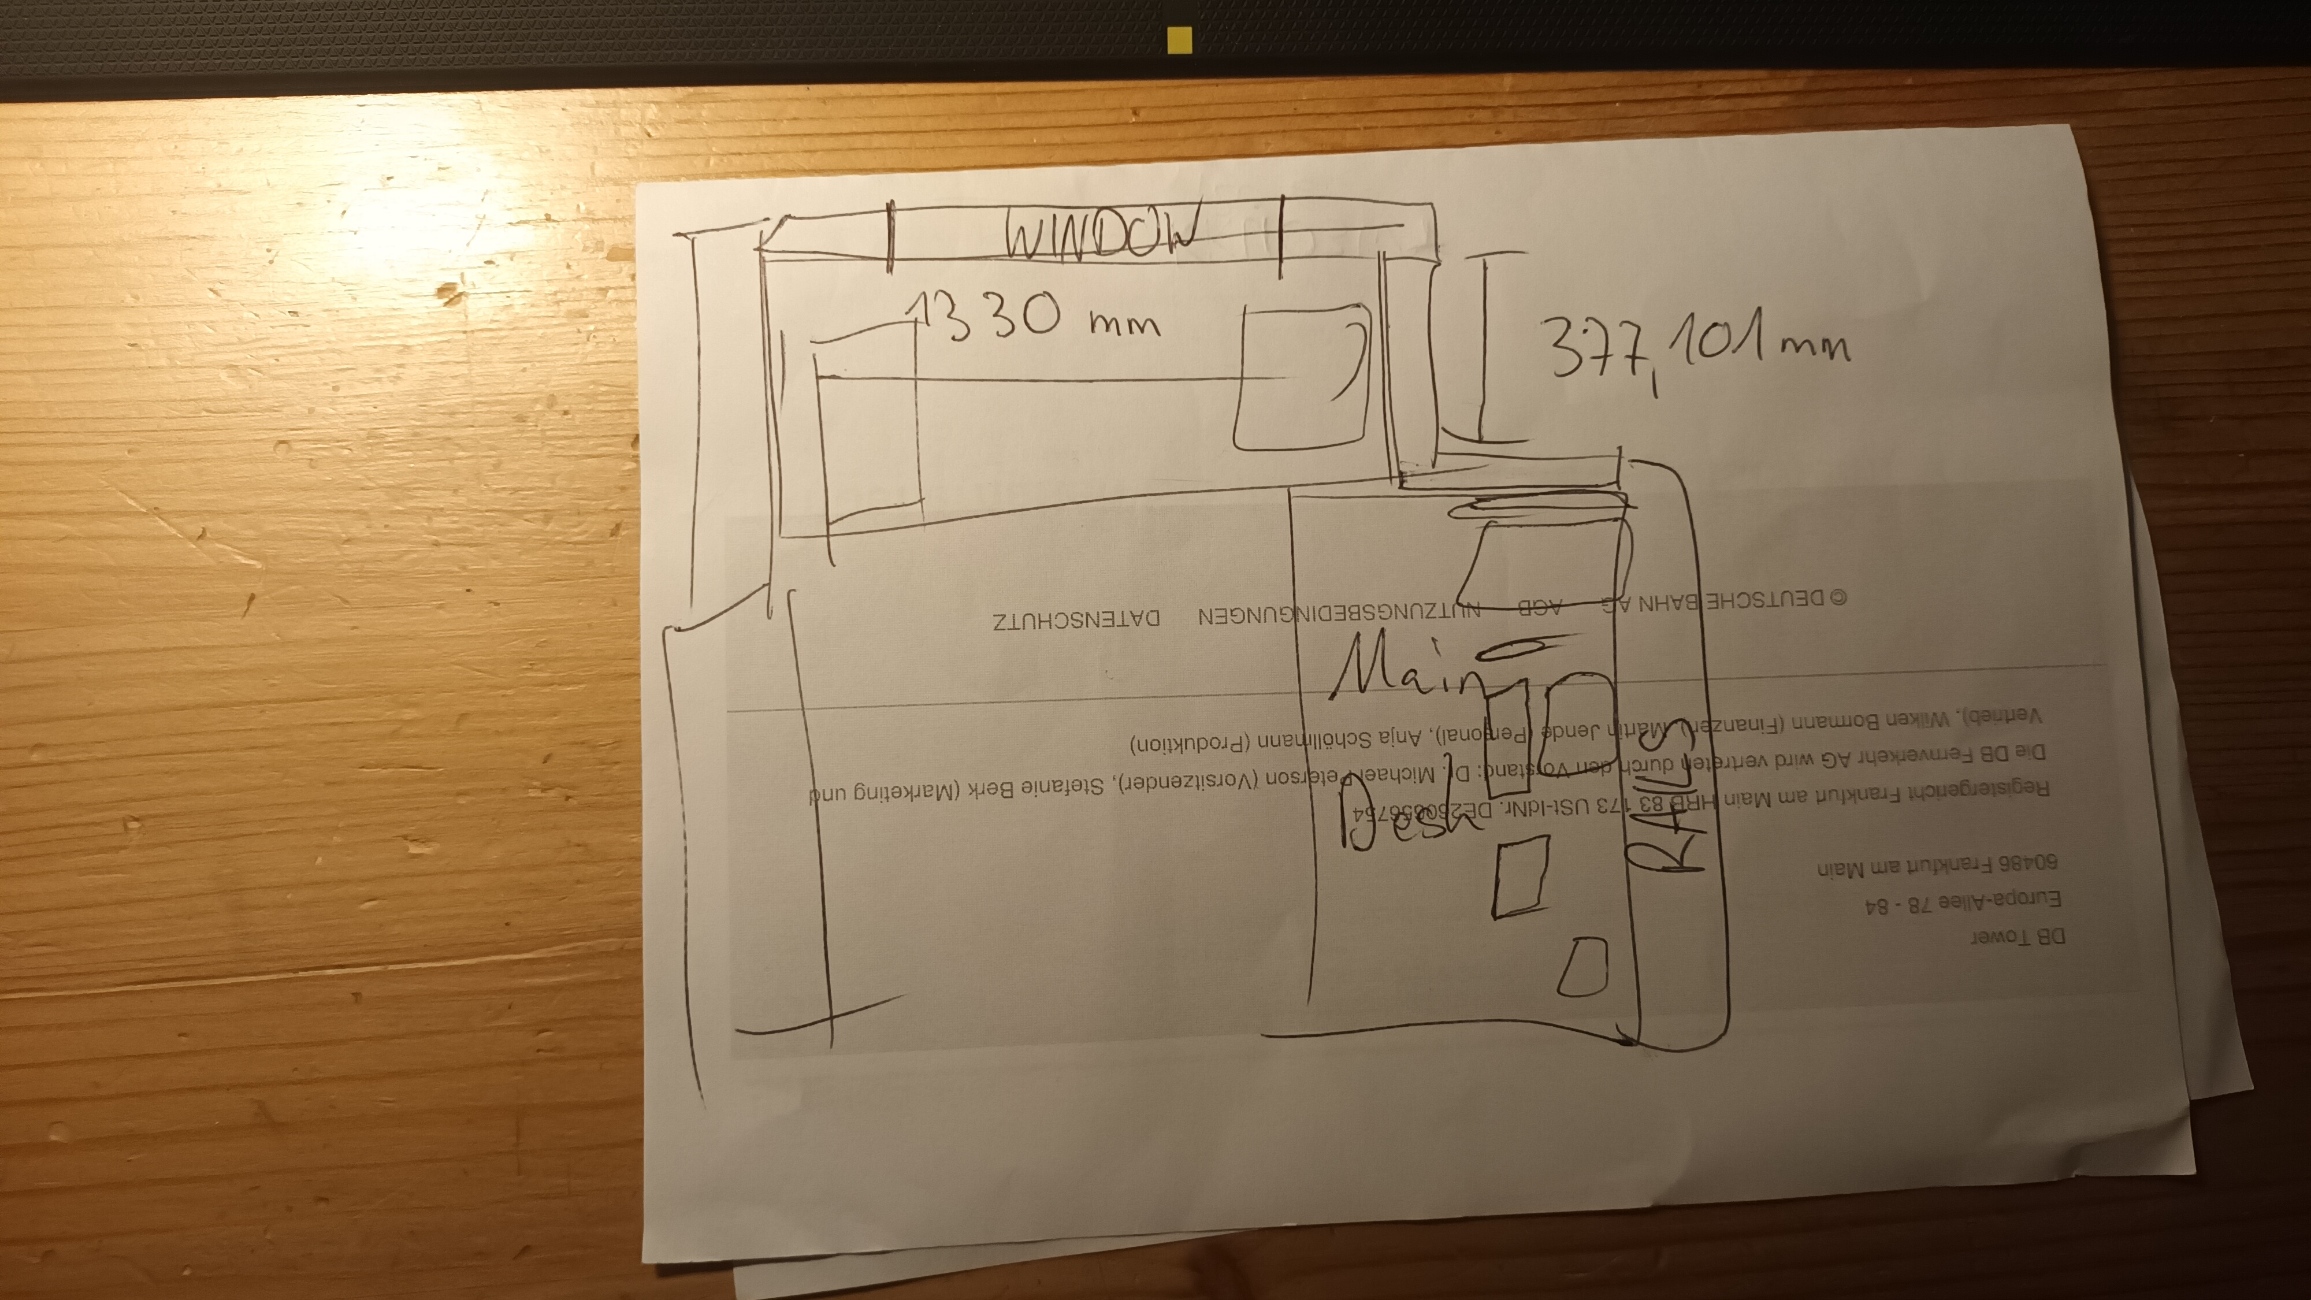 WINDOW
1330 mm
377,101 mm
Main
Desk
RAILS
© DEUTSCHE BAHN AG AGB NUTZUNGSBEDINGUNGEN DATENSCHUTZ
DB Tower
Europa-Allee 78 - 84
60486 Frankfurt am Main
Registergericht Frankfurt am Main HRB 83 173 USt-IdNr. DE260656754
Die DB Fernverkehr AG wird vertreten durch den Vorstand: Dr. Michael Peterson (Vorsitzender), Stefanie Berk (Marketing und
Vertrieb), Wilken Bormann (Finanzen), Martin Jende (Personal), Anja Schöllmann (Produktion)